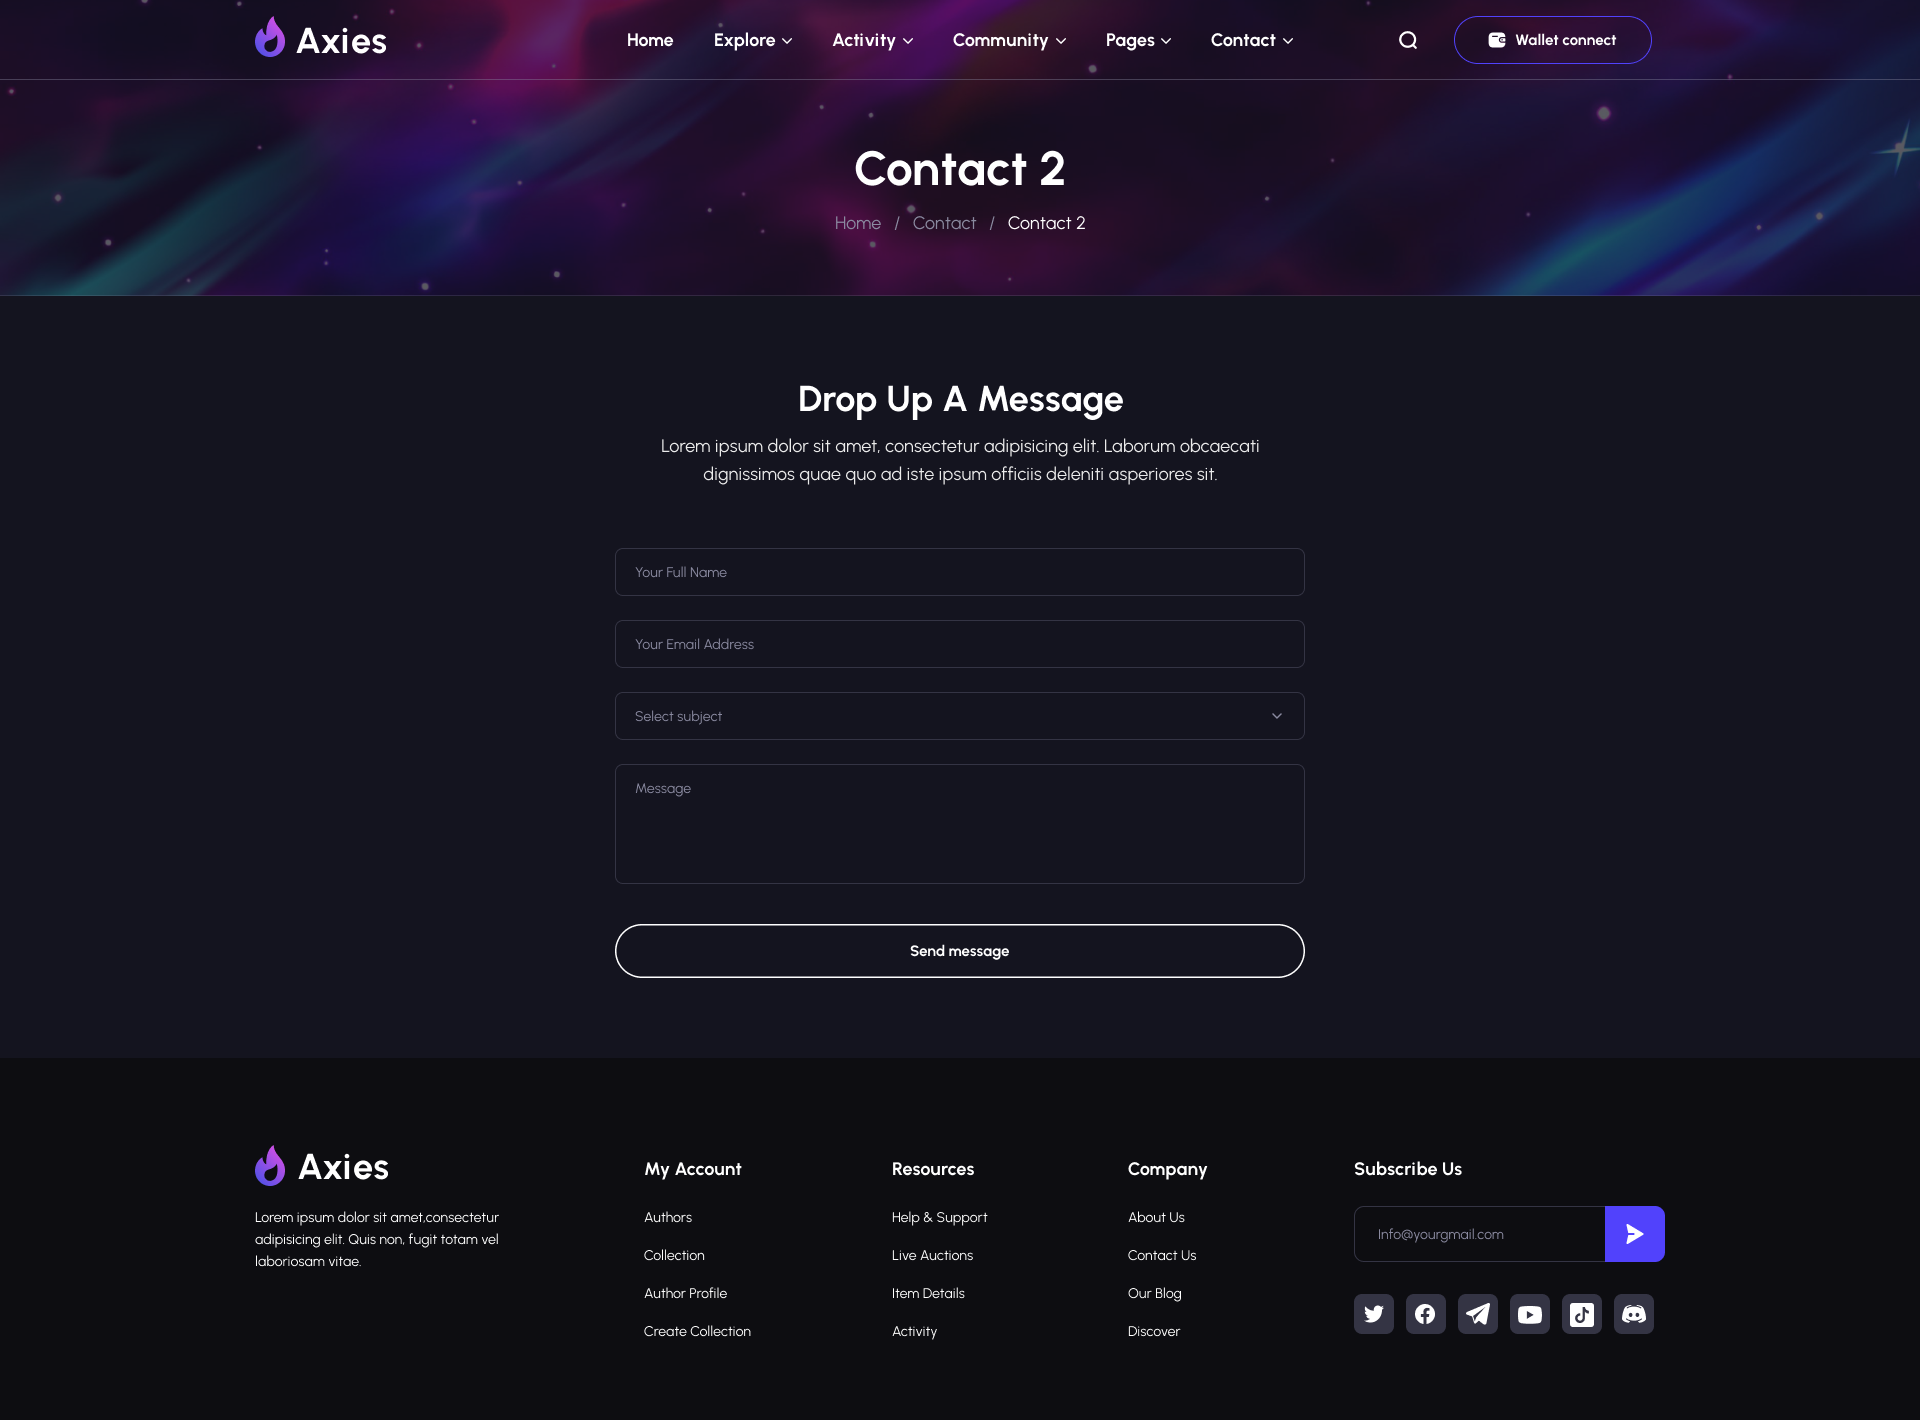 Axies
Home Explore Activity Community Pages Contact
Wallet connect
Contact 2
Home / Contact / Contact 2
Drop Up A Message
Lorem ipsum dolor sit amet, consectetur adipisicing elit. Laborum obcaecati
dignissimos quae quo ad iste ipsum officiis deleniti asperiores sit.
Your Full Name
Your Email Address
Select subject
Message
Send message
Axies
Lorem ipsum dolor sit amet,consectetur
adipisicing elit. Quis non, fugit totam vel
laboriosam vitae.
My Account
Authors
Collection
Author Profile
Create Collection
Resources
Help & Support
Live Auctions
Item Details
Activity
Company
About Us
Contact Us
Our Blog
Discover
Subscribe Us
Info@yourgmail.com